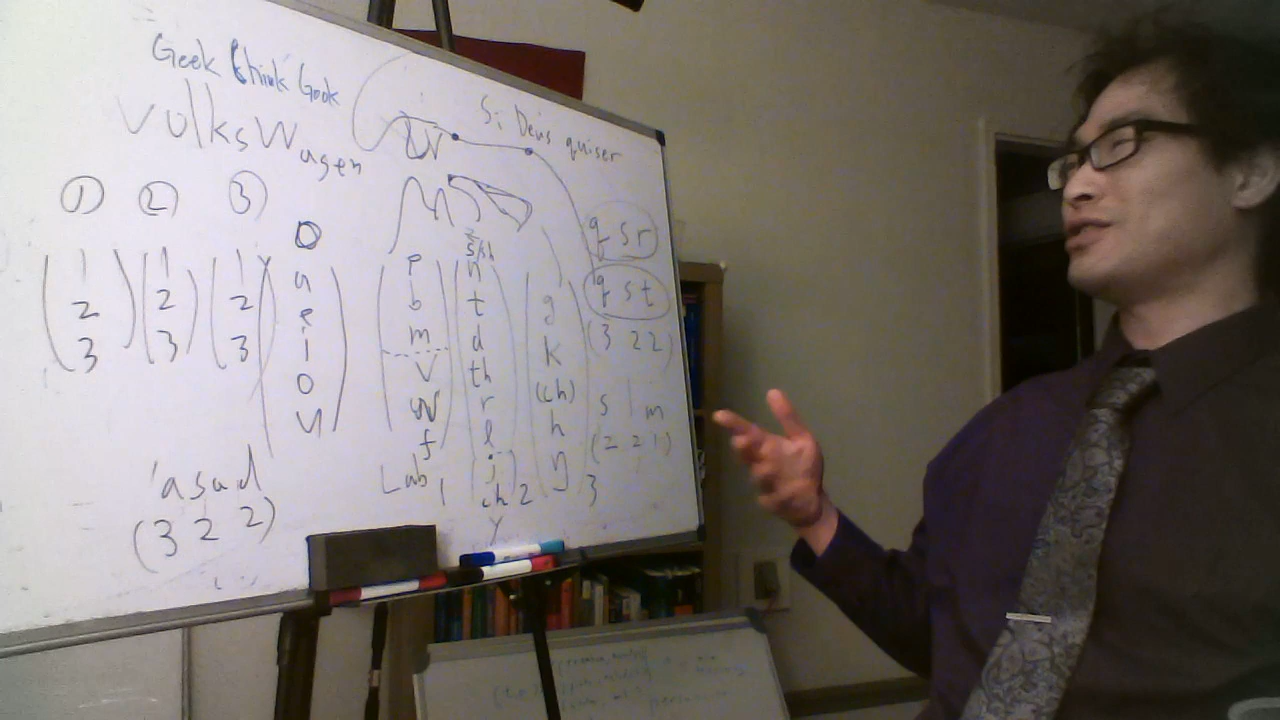 Geek think Gook
VolksWagen
Si Deus quiser
① ② ③
1
2
3
1
2
3
1
2
3
a
e
i
o
u
'asad
(3 2 2)
p
b
m
v
w
f
Lab 1
s/sh
n
t
d
th
r
l
j
ch 2
y
g
k
(ch)
h
ŋ
3
q s r
q s t
(3 2 2)
s l m
(2 2 1)